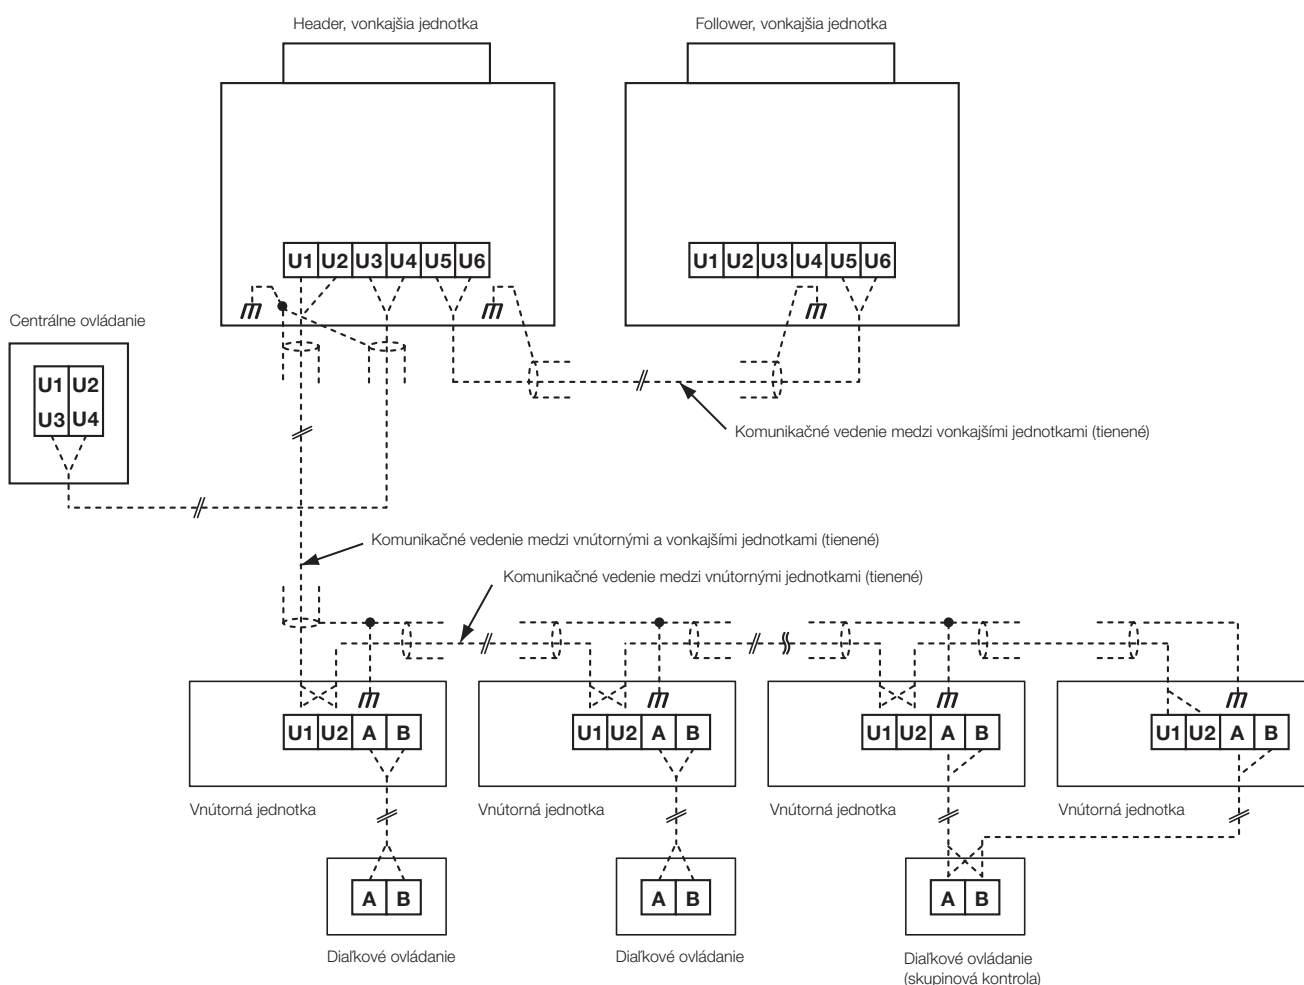 Header, vonkajšia jednotka
Follower, vonkajšia jednotka
U1 U2 U3 U4 U5 U6
U1 U2 U3 U4 U5 U6
Centrálne ovládanie
U1 U2
U3 U4
Komunikačné vedenie medzi vonkajšími jednotkami (tienené)
Komunikačné vedenie medzi vnútornými a vonkajšími jednotkami (tienené)
Komunikačné vedenie medzi vnútornými jednotkami (tienené)
U1 U2 A B
U1 U2 A B
U1 U2 A B
U1 U2 A B
Vnútorná jednotka
Vnútorná jednotka
Vnútorná jednotka
Vnútorná jednotka
A B
A B
A B
Diaľkové ovládanie
Diaľkové ovládanie
Diaľkové ovládanie
(skupinová kontrola)